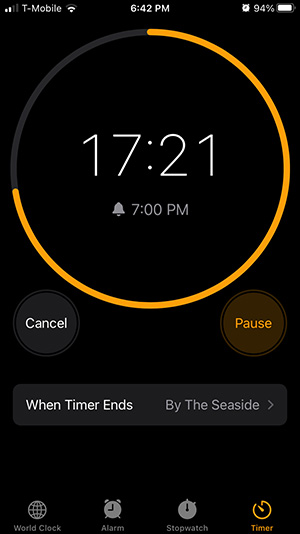 T-Mobile 6:42 PM 94%
17:21
7:00 PM
Cancel Pause
When Timer Ends By The Seaside
World Clock Alarm Stopwatch Timer